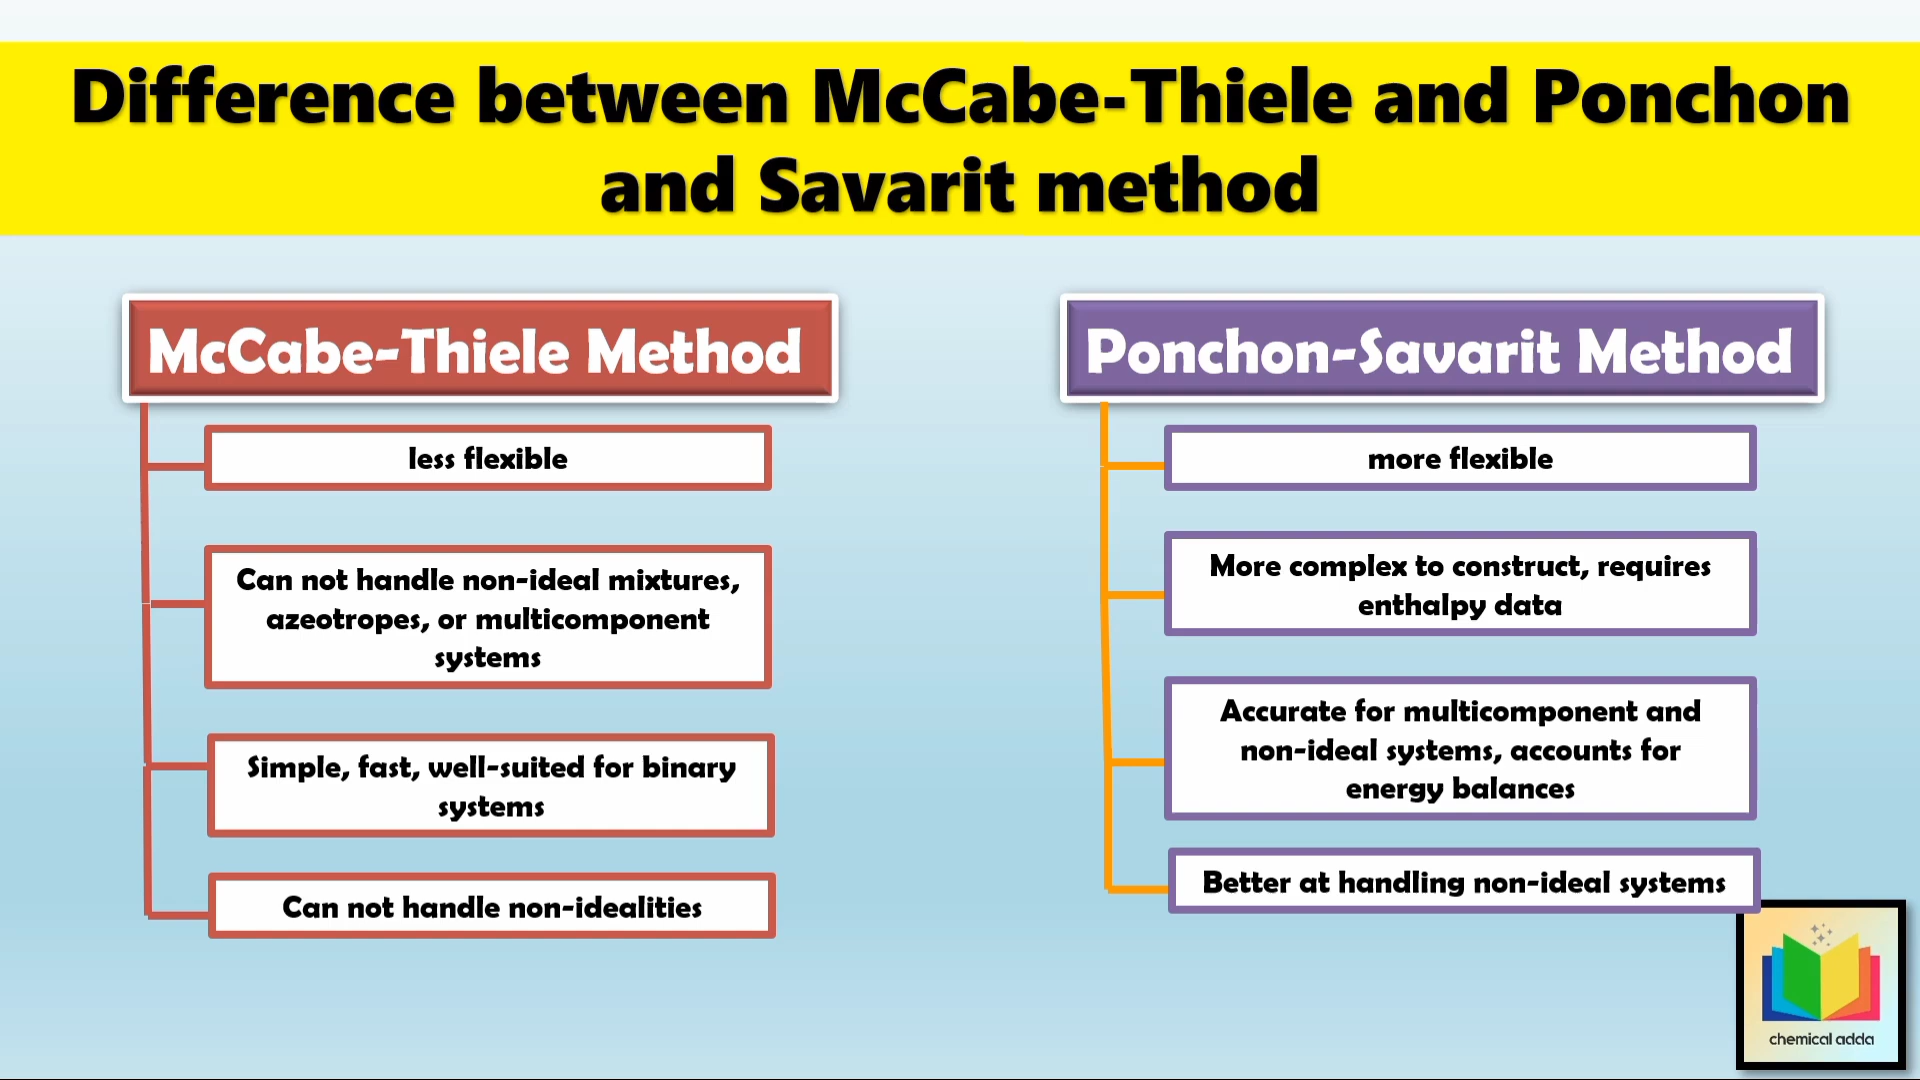 Difference between McCabe-Thiele and Ponchon
and Savarit method
McCabe-Thiele Method
less flexible
Can not handle non-ideal mixtures,
azeotropes, or multicomponent
systems
Simple, fast, well-suited for binary
systems
Can not handle non-idealities
Ponchon-Savarit Method
more flexible
More complex to construct, requires
enthalpy data
Accurate for multicomponent and
non-ideal systems, accounts for
energy balances
Better at handling non-ideal systems
chemical adda